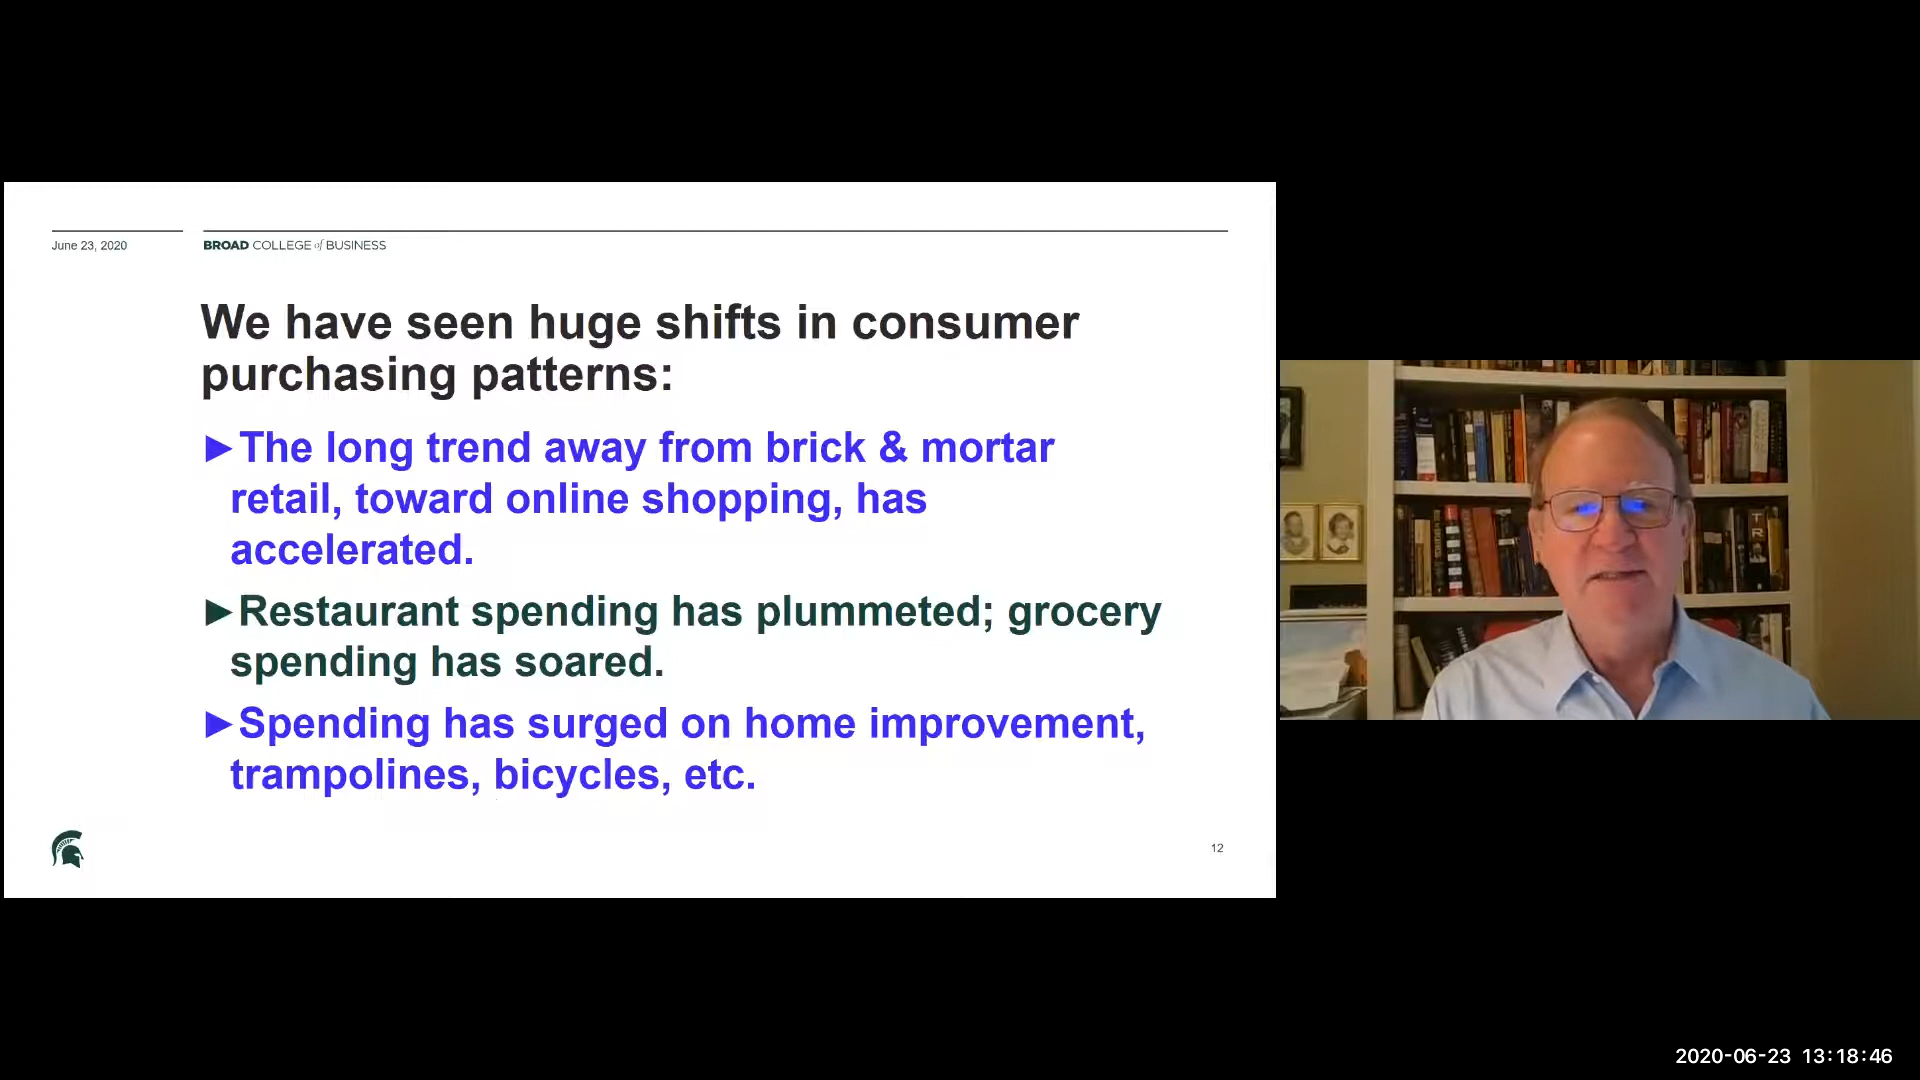 June 23, 2020
BROAD COLLEGE of BUSINESS
We have seen huge shifts in consumer
purchasing patterns:
►The long trend away from brick & mortar
retail, toward online shopping, has
accelerated.
►Restaurant spending has plummeted; grocery
spending has soared.
►Spending has surged on home improvement,
trampolines, bicycles, etc.
12
2020-06-23 13:18:46